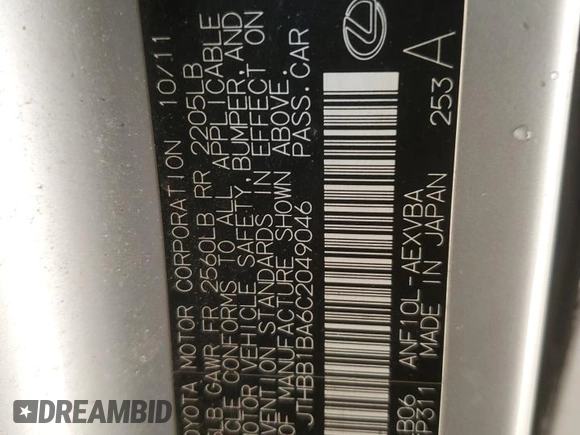 TOYOTA MOTOR CORPORATION 10/11
LB GAWR FR 2560LB RR 2205LB
CLE CONFORMS TO ALL APPLICABLE
MOTOR VEHICLE SAFETY, BUMPER, AND
VENTION STANDARDS IN EFFECT ON
OF MANUFACTURE SHOWN ABOVE.
JTHBB1BA6C2049046 PASS.CAR
B06 ANF10L-AEXVBA 253 A
P311 MADE IN JAPAN
DREAMBID